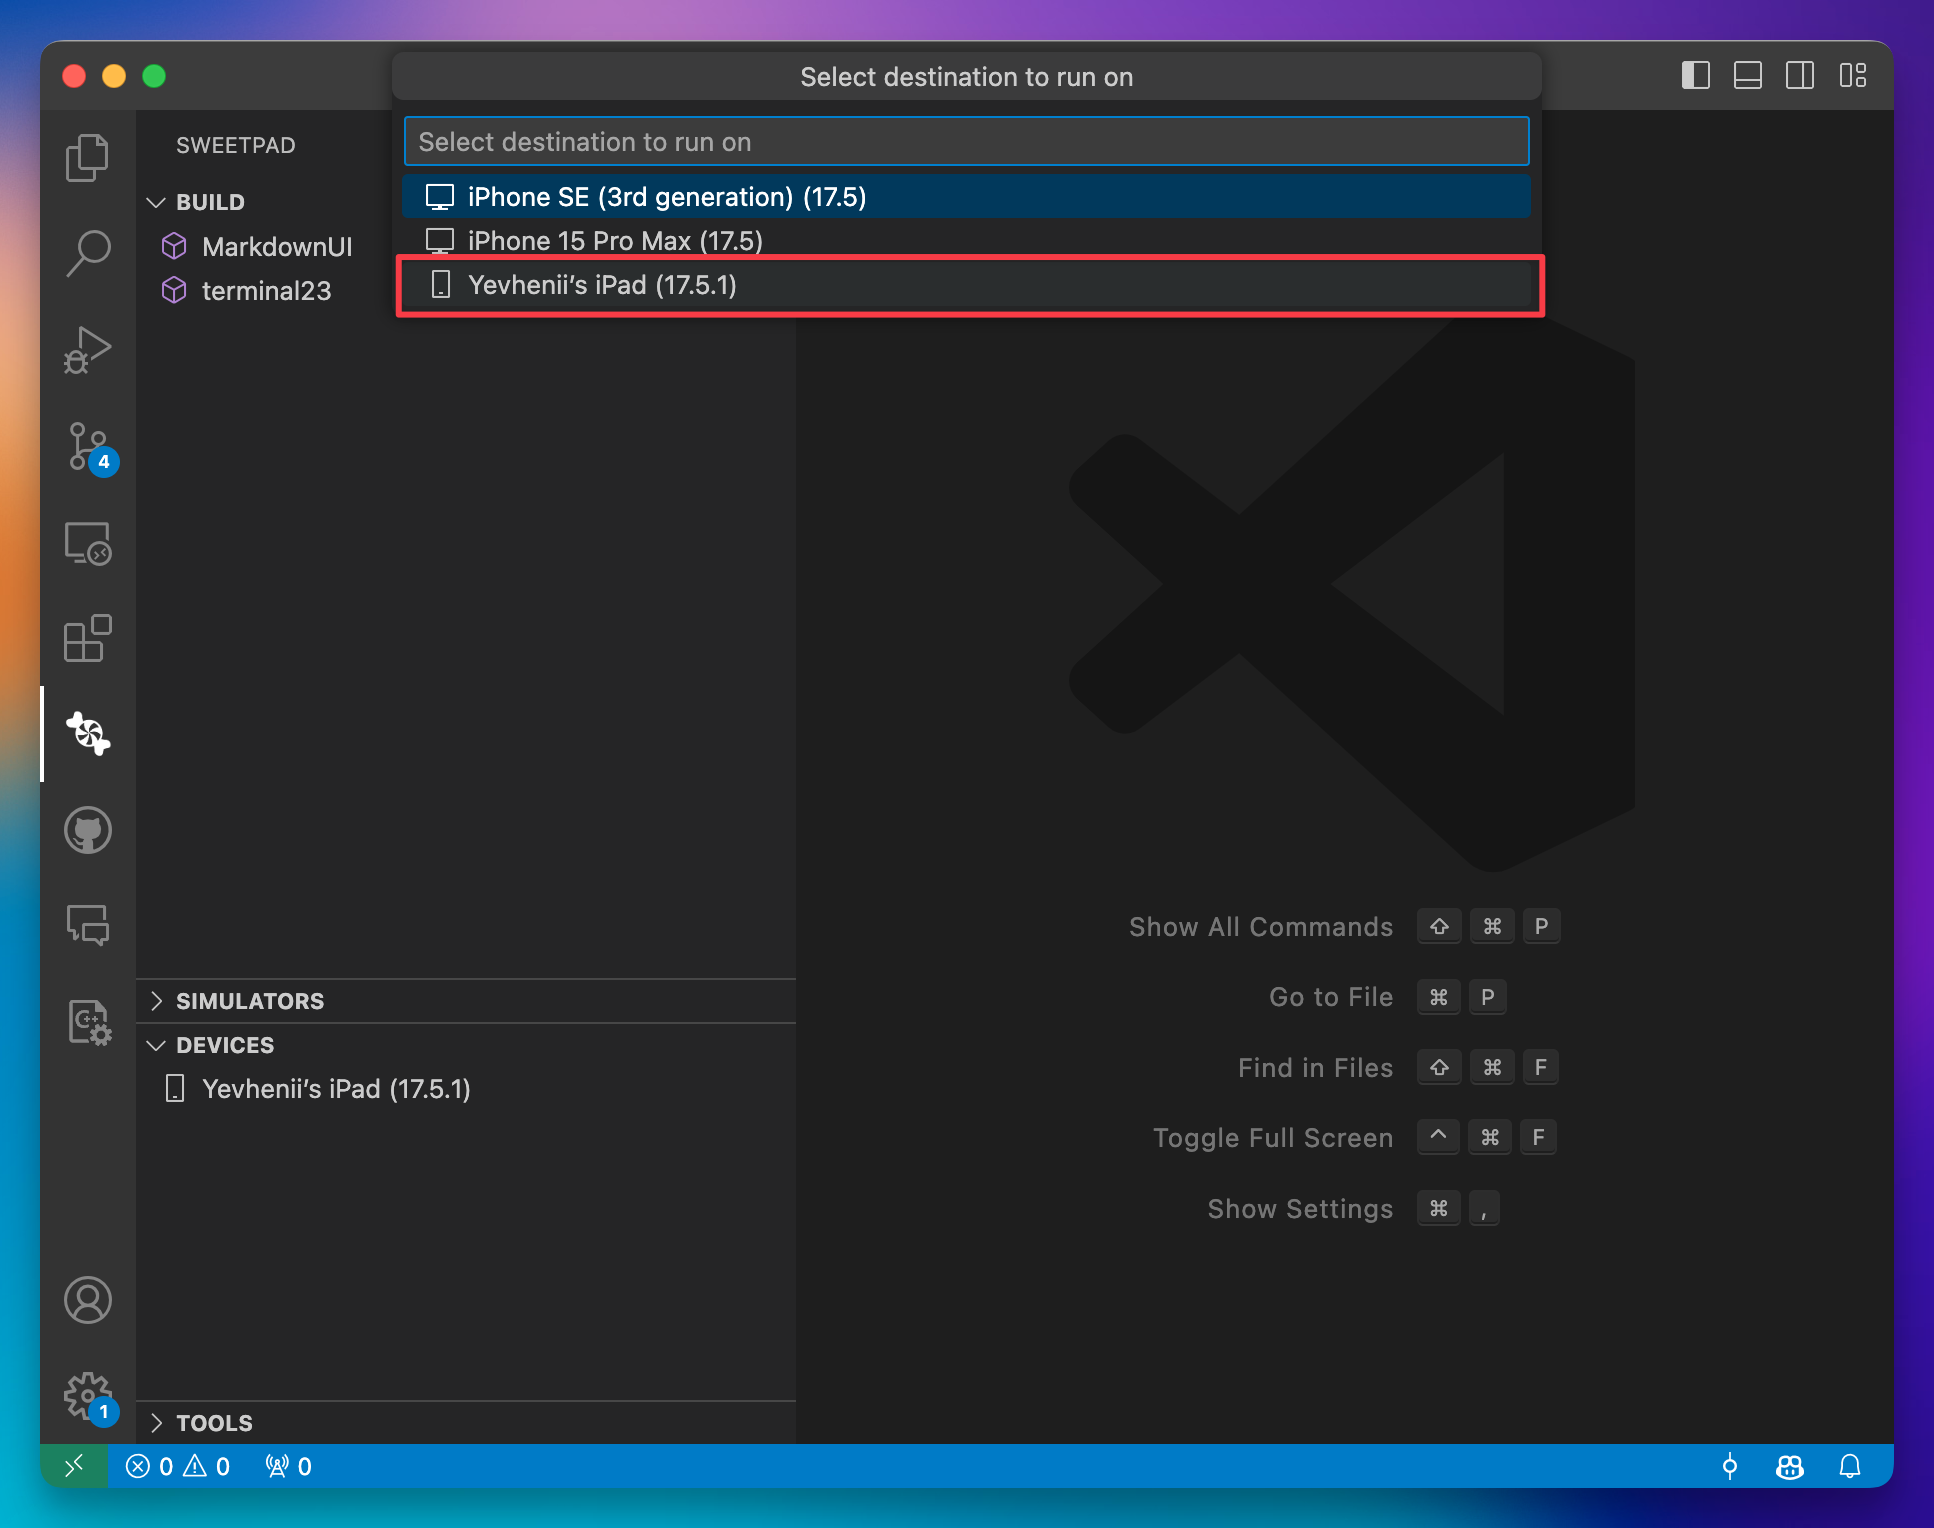 Select destination to run on
Select destination to run on
iPhone SE (3rd generation) (17.5)
iPhone 15 Pro Max (17.5)
Yevhenii’s iPad (17.5.1)
SWEETPAD
BUILD
MarkdownUI
terminal23
4
C++
Show All Commands ⇧ ⌘ P
Go to File ⌘ P
Find in Files ⇧ ⌘ F
Toggle Full Screen ^ ⌘ F
Show Settings ⌘ ,
SIMULATORS
DEVICES
Yevhenii’s iPad (17.5.1)
1
TOOLS
0 0 0